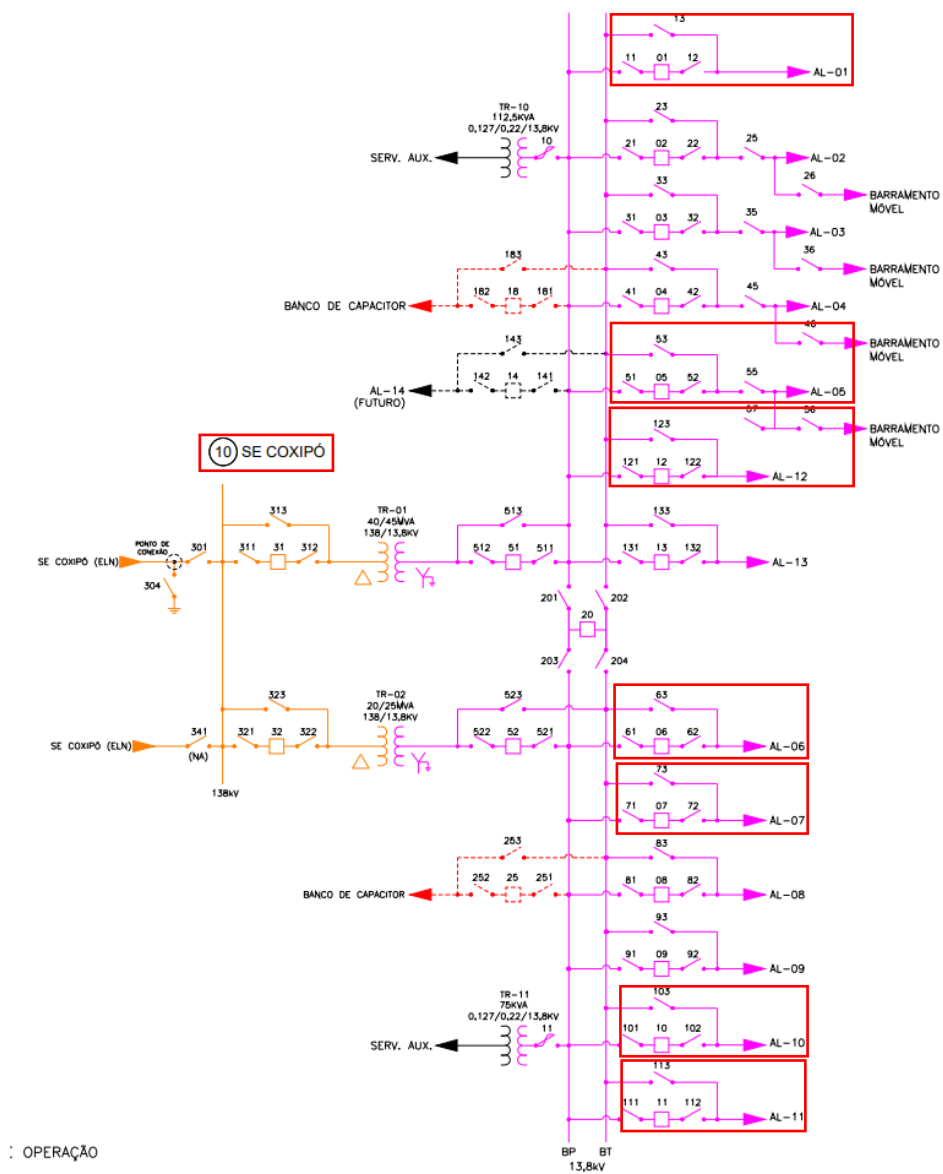 13
11 01 12
AL-01
TR-10
112,5KVA
0,127/0,22/13,8KV
10
SERV. AUX.
23
21 02 22
25
AL-02
26
BARRAMENTO
MÓVEL
33
31 03 32
35
AL-03
36
BARRAMENTO
MÓVEL
183
182 18 181
BANCO DE CAPACITOR
43
41 04 42
45
AL-04
46
BARRAMENTO
MÓVEL
143
142 14 141
AL-14
(FUTURO)
53
51 05 52
55
AL-05
57 56
BARRAMENTO
MÓVEL
10 SE COXIPÓ
123
121 12 122
AL-12
PONTO DE
CONEXÃO
301
SE COXIPÓ (ELN)
304
313
311 31 312
TR-01
40/45MVA
138/13,8KV
513
512 51 511
133
131 13 132
AL-13
201 202
20
203 204
SE COXIPÓ (ELN)
341
(NA)
323
321 32 322
TR-02
20/25MVA
138/13,8KV
523
522 52 521
63
61 06 62
AL-06
138kV
73
71 07 72
AL-07
253
252 25 251
BANCO DE CAPACITOR
83
81 08 82
AL-08
93
91 09 92
AL-09
TR-11
75KVA
0,127/0,22/13,8KV
11
SERV. AUX.
103
101 10 102
AL-10
113
111 11 112
AL-11
: OPERAÇÃO
BP BT
13,8kV